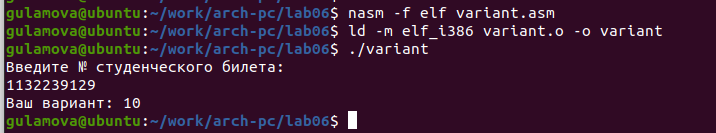 gulamova@ubuntu:~/work/arch-pc/lab06$ nasm -f elf variant.asm
gulamova@ubuntu:~/work/arch-pc/lab06$ ld -m elf_i386 variant.o -o variant
gulamova@ubuntu:~/work/arch-pc/lab06$ ./variant
Введите № студенческого билета:
1132239129
Ваш вариант: 10
gulamova@ubuntu:~/work/arch-pc/lab06$